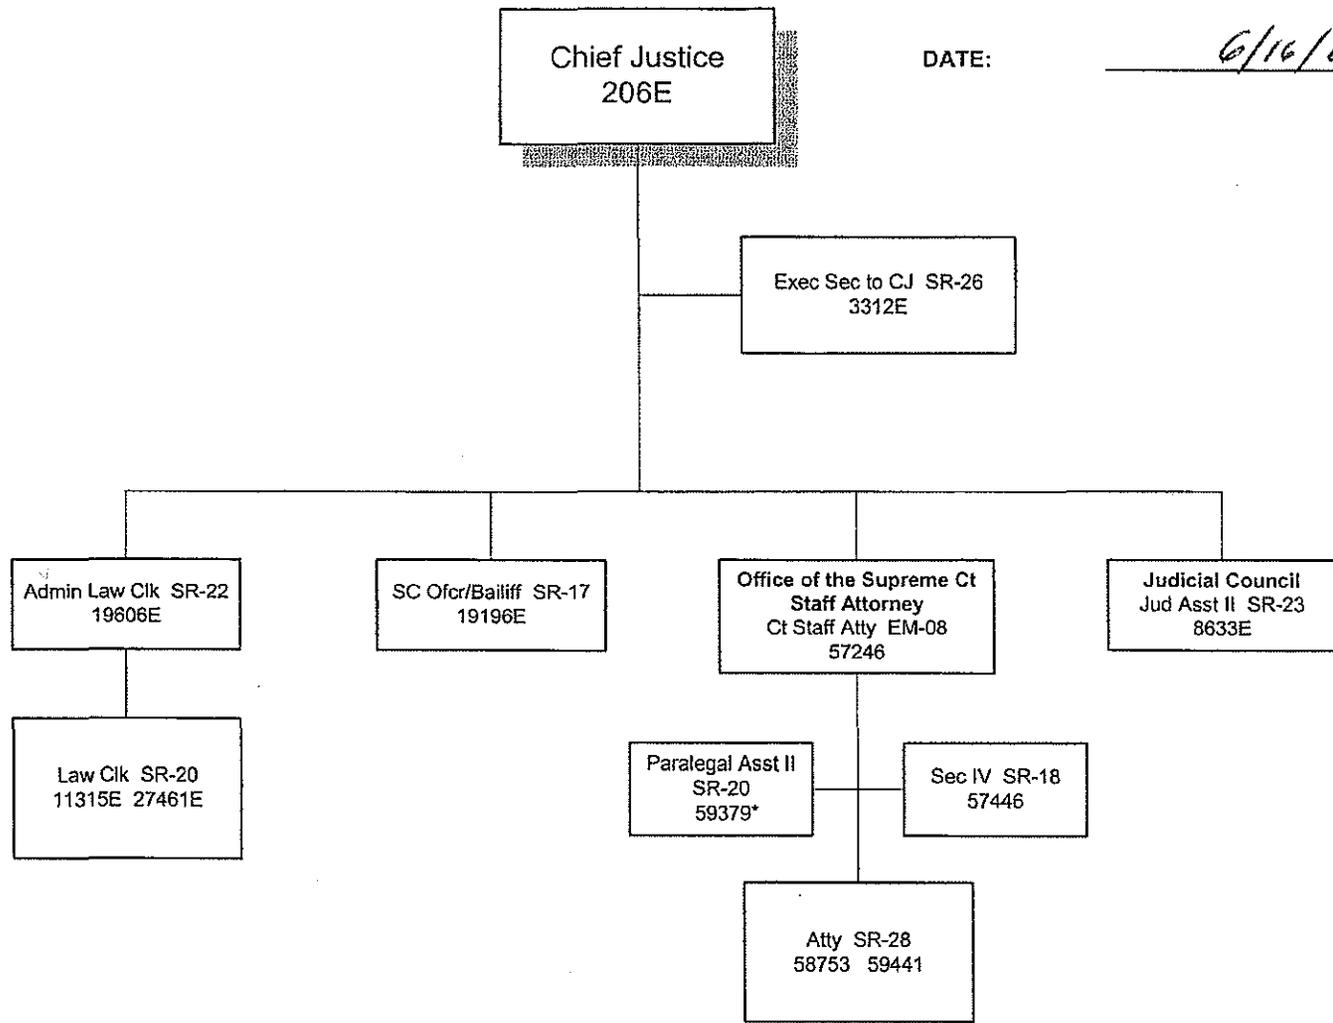 Chief Justice
206E
DATE:
6/16/
Exec Sec to CJ SR-26
3312E
Admin Law Clk SR-22
19606E
SC Ofcr/Bailiff SR-17
19196E
Office of the Supreme Ct
Staff Attorney
Ct Staff Atty EM-08
57246
Judicial Council
Jud Asst II SR-23
8633E
Law Clk SR-20
11315E 27461E
Paralegal Asst II
SR-20
59379*
Sec IV SR-18
57446
Atty SR-28
58753 59441